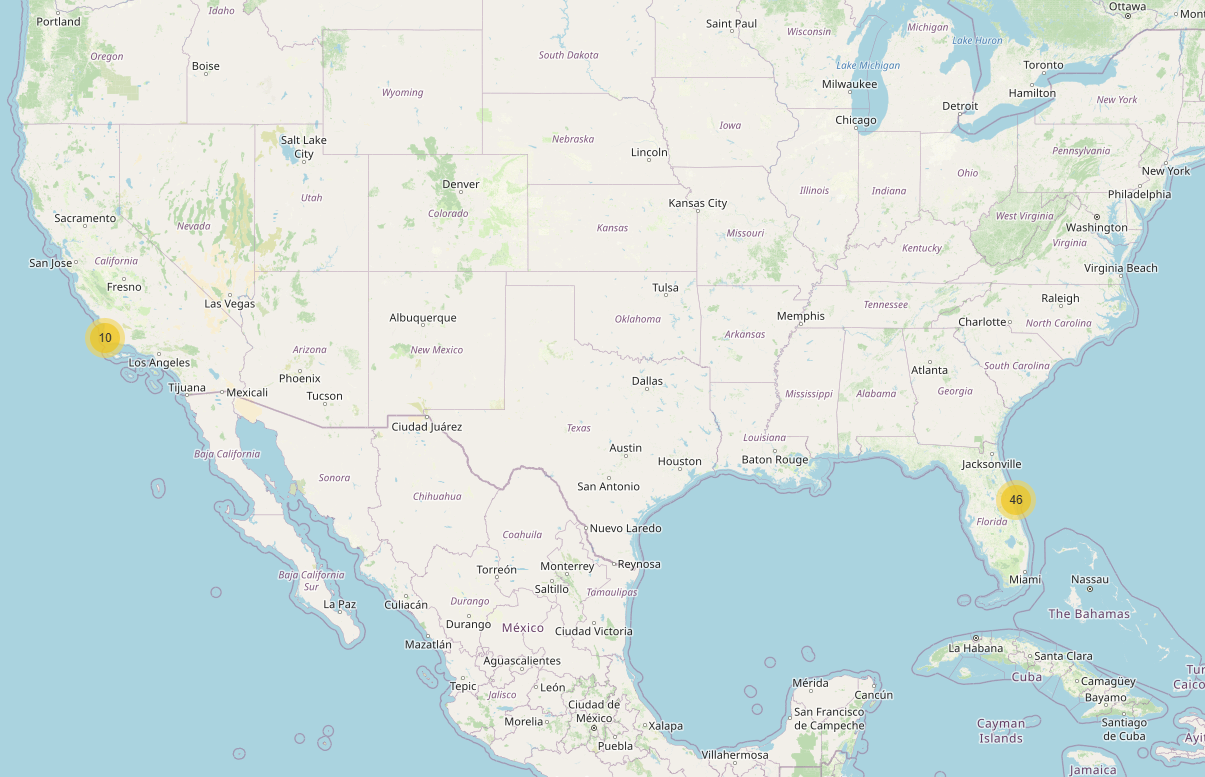 Idaho
Ottawa
Mont
Portland
Saint Paul
Wisconsin
Michigan
Lake Huron
Oregon
Boise
South Dakota
Lake Michigan
Toronto
Milwaukee
Wyoming
Hamilton
Detroit
New York
Chicago
Iowa
Salt Lake
City
Nebraska
Lincoln
Pennsylvania
New York
Ohio
Denver
Utah
Illinois
Indiana
Philadelphia
Kansas City
Colorado
West Virginia
Sacramento
Nevada
Kansas
Missouri
Washington
Virginia
Kentucky
San Jose
California
Virginia Beach
Fresno
Tulsa
Las Vegas
Raleigh
Tennessee
Albuquerque
Oklahoma
Memphis
Charlotte
North Carolina
10
Arkansas
Arizona
New Mexico
Los Angeles
South Carolina
Atlanta
Phoenix
Dallas
Tijuana
Mexicali
Tucson
Mississippi
Alabama
Georgia
Ciudad Juárez
Texas
Louisiana
Austin
Baja California
Houston
Baton Rouge
Jacksonville
Sonora
San Antonio
Chihuahua
46
Florida
Nuevo Laredo
Coahuila
Monterrey
Reynosa
Torreón
Baja California
Sur
Saltillo
Tamaulipas
Miami
Nassau
La Paz
Culiacán
Durango
The Bahamas
Durango
México
Ciudad Victoria
Mazatlán
La Habana
Santa Clara
Aguascalientes
Cuba
Tur
Caico
Camagüey
Tepic
Jalisco
León
Mérida
Cancún
Bayamo
Ciudad de
México
San Francisco
de Campeche
Morelia
Xalapa
Cayman
Islands
Santiago
de Cuba
Ayi
Puebla
Villahermosa
Jamaica